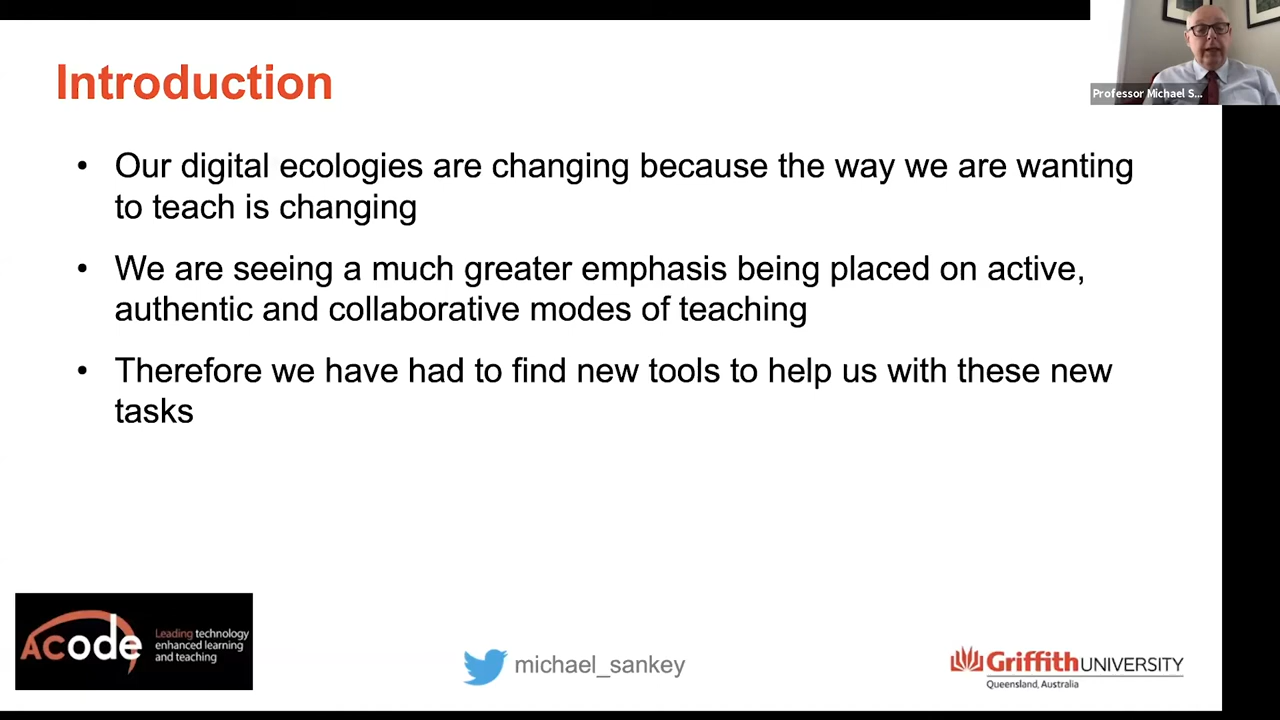 Introduction
Professor Michael S...
• Our digital ecologies are changing because the way we are wanting
to teach is changing
• We are seeing a much greater emphasis being placed on active,
authentic and collaborative modes of teaching
• Therefore we have had to find new tools to help us with these new
tasks
ACode
Leading technology
enhanced learning
and teaching
michael_sankey
Griffith UNIVERSITY
Queensland, Australia